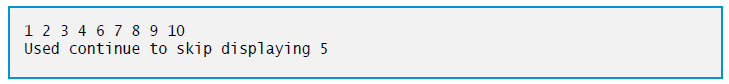 1 2 3 4 6 7 8 9 10
Used continue to skip displaying 5